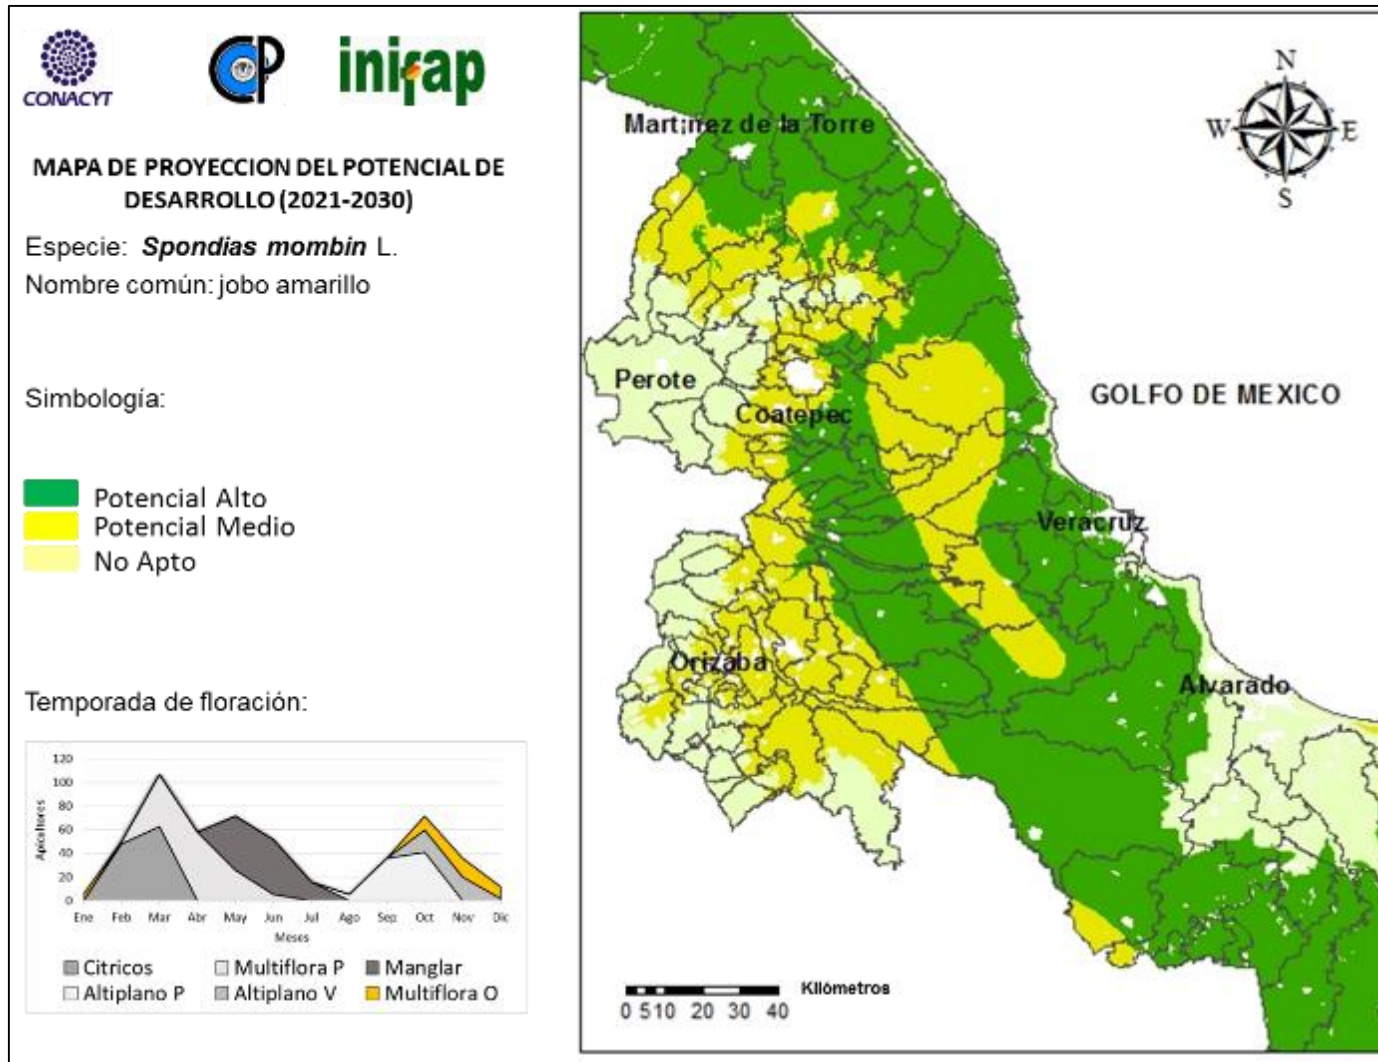 CONACYT
CP
inifap
MAPA DE PROYECCION DEL POTENCIAL DE
DESARROLLO (2021-2030)
Especie: Spondias mombin L.
Nombre común: jobo amarillo
Simbología:
Potencial Alto
Potencial Medio
No Apto
Temporada de floración:
120
100
80
60
40
20
0
Apicultores
Ene Feb Mar Abr May Jun Jul Ago Sep Oct Nov Dic
Meses
Citricos Multiflora P Manglar
Altiplano P Altiplano V Multiflora O
N
W E
S
Mart¡nez de la Torre
Perote
Coatepec
GOLFO DE MEXICO
Veracruz
Orizaba
Alvarado
Kilómetros
0 5 10 20 30 40